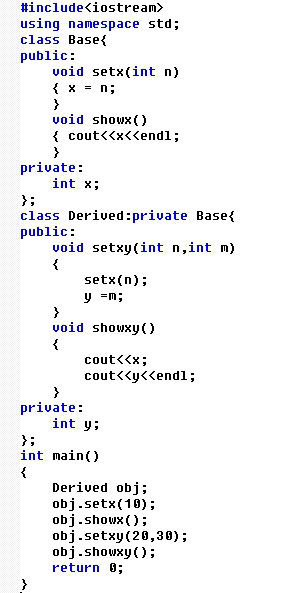 #include<iostream>
using namespace std;
class Base{
public:
    void setx(int n)
    { x = n;
    }
    void showx()
    { cout<<x<<endl;
    }
private:
    int x;
};
class Derived:private Base{
public:
    void setxy(int n,int m)
    {
        setx(n);
        y =m;
    }
    void showxy()
    {
        cout<<x;
        cout<<y<<endl;
    }
private:
    int y;
};
int main()
{
    Derived obj;
    obj.setx(10);
    obj.showx();
    obj.setxy(20,30);
    obj.showxy();
    return 0;
}